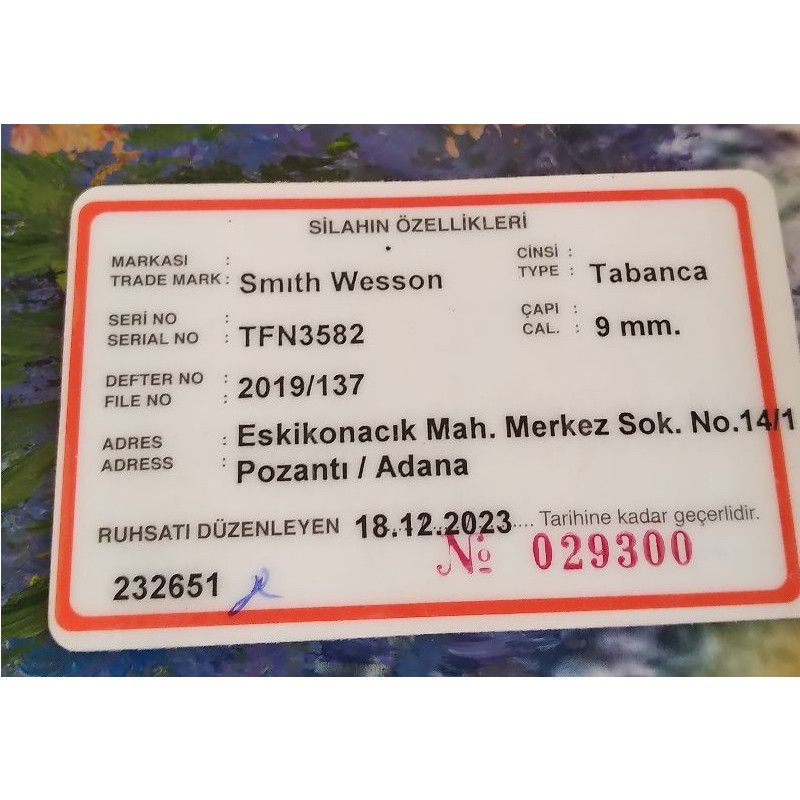 SİLAHIN ÖZELLİKLERİ
MARKASI :
TRADE MARK : Smıth Wesson
CİNSİ :
TYPE : Tabanca
SERİ NO :
SERIAL NO : TFN3582
ÇAPI :
CAL. : 9 mm.
DEFTER NO :
FILE NO : 2019/137
ADRES : Eskikonacık Mah. Merkez Sok. No.14/1
ADRESS : Pozantı / Adana
RUHSATI DÜZENLEYEN 18.12.2023.... Tarihine kadar geçerlidir.
№ 029300
232651